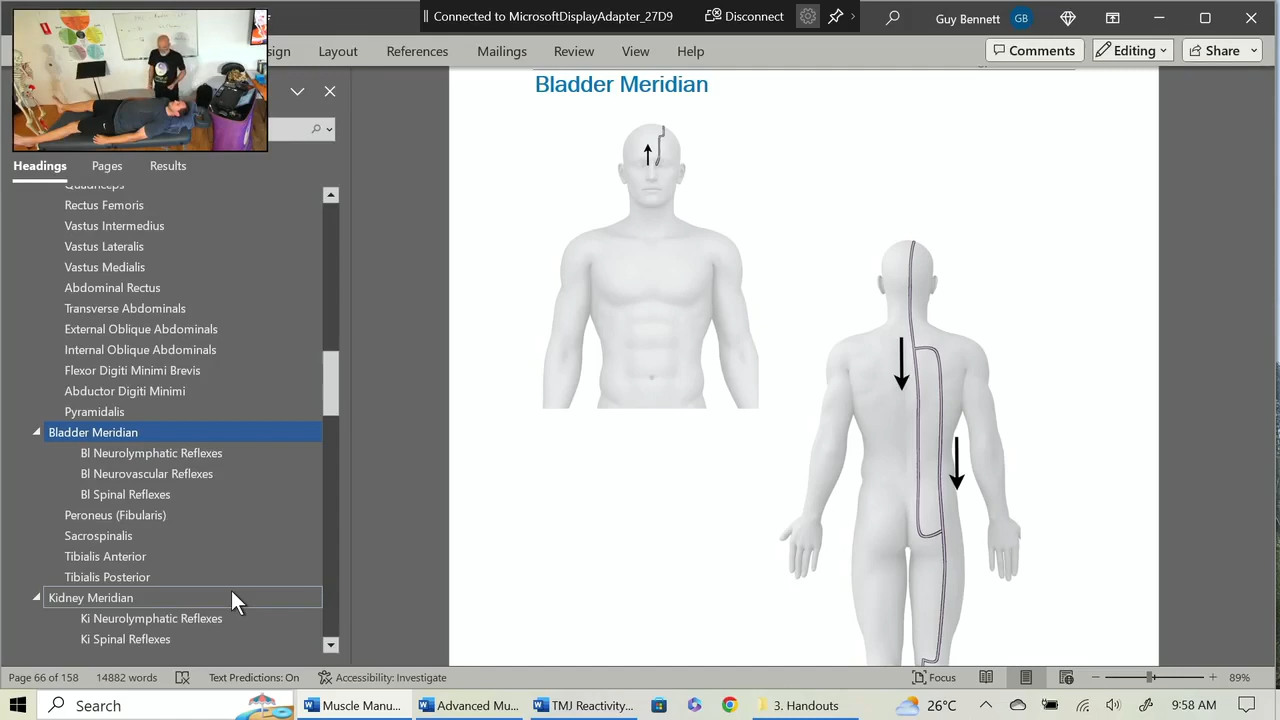 Connected to MicrosoftDisplayAdapter_27D9
Disconnect
Guy Bennett
GB
sign
Layout
References
Mailings
Review
View
Help
Comments
Editing
Share
Headings
Pages
Results
Quadriceps
Rectus Femoris
Vastus Intermedius
Vastus Lateralis
Vastus Medialis
Abdominal Rectus
Transverse Abdominals
External Oblique Abdominals
Internal Oblique Abdominals
Flexor Digiti Minimi Brevis
Abductor Digiti Minimi
Pyramidalis
Bladder Meridian
Bl Neurolymphatic Reflexes
Bl Neurovascular Reflexes
Bl Spinal Reflexes
Peroneus (Fibularis)
Sacrospinalis
Tibialis Anterior
Tibialis Posterior
Kidney Meridian
Ki Neurolymphatic Reflexes
Ki Spinal Reflexes
Bladder Meridian
Page 66 of 158
14882 words
Text Predictions: On
Accessibility: Investigate
Focus
89%
Search
Muscle Manu...
Advanced Mu...
TMJ Reactivity...
3. Handouts
26°C
9:58 AM